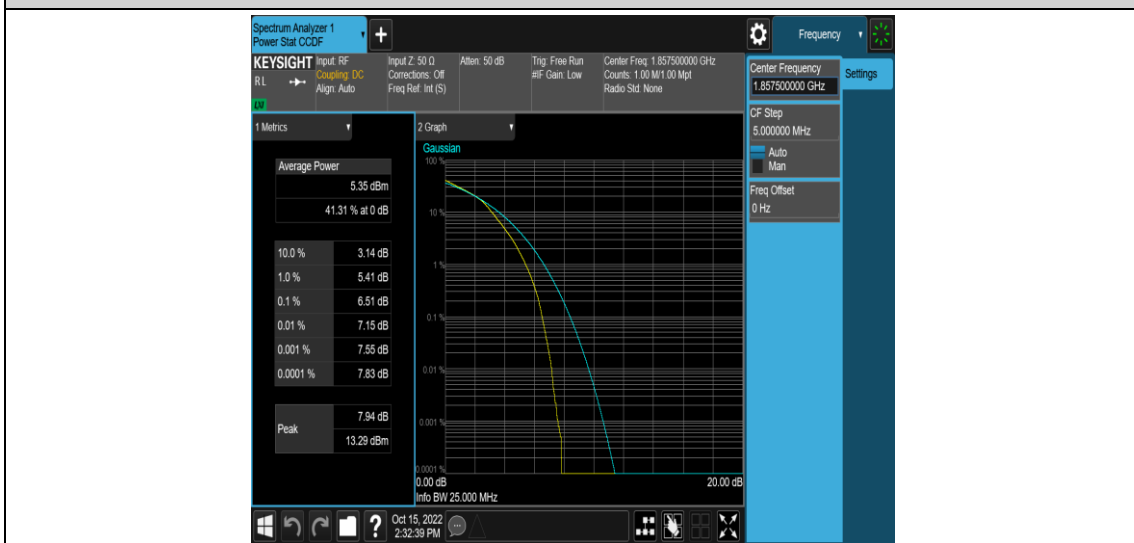 Spectrum Analyzer 1
Power Stat CCDF
Frequency
KEYSIGHT
RL
LXI
Input: RF
Coupling: DC
Align: Auto
Input Z: 50 Ω
Corrections: Off
Freq Ref: Int (S)
Atten: 50 dB
Trig: Free Run
#IF Gain: Low
Center Freq: 1.857500000 GHz
Counts: 1.00 M/1.00 Mpt
Radio Std: None
Center Frequency
1.857500000 GHz
Settings
CF Step
5.000000 MHz
Auto
Man
Freq Offset
0 Hz
1 Metrics
Average Power
5.35 dBm
41.31 % at 0 dB
10.0 % 3.14 dB
1.0 % 5.41 dB
0.1 % 6.51 dB
0.01 % 7.15 dB
0.001 % 7.55 dB
0.0001 % 7.83 dB
Peak
7.94 dB
13.29 dBm
2 Graph
Gaussian
100 %
10 %
1 %
0.1 %
0.01 %
0.001 %
0.0001 %
0.00 dB 20.00 dB
Info BW 25.000 MHz
?
Oct 15, 2022
2:32:39 PM